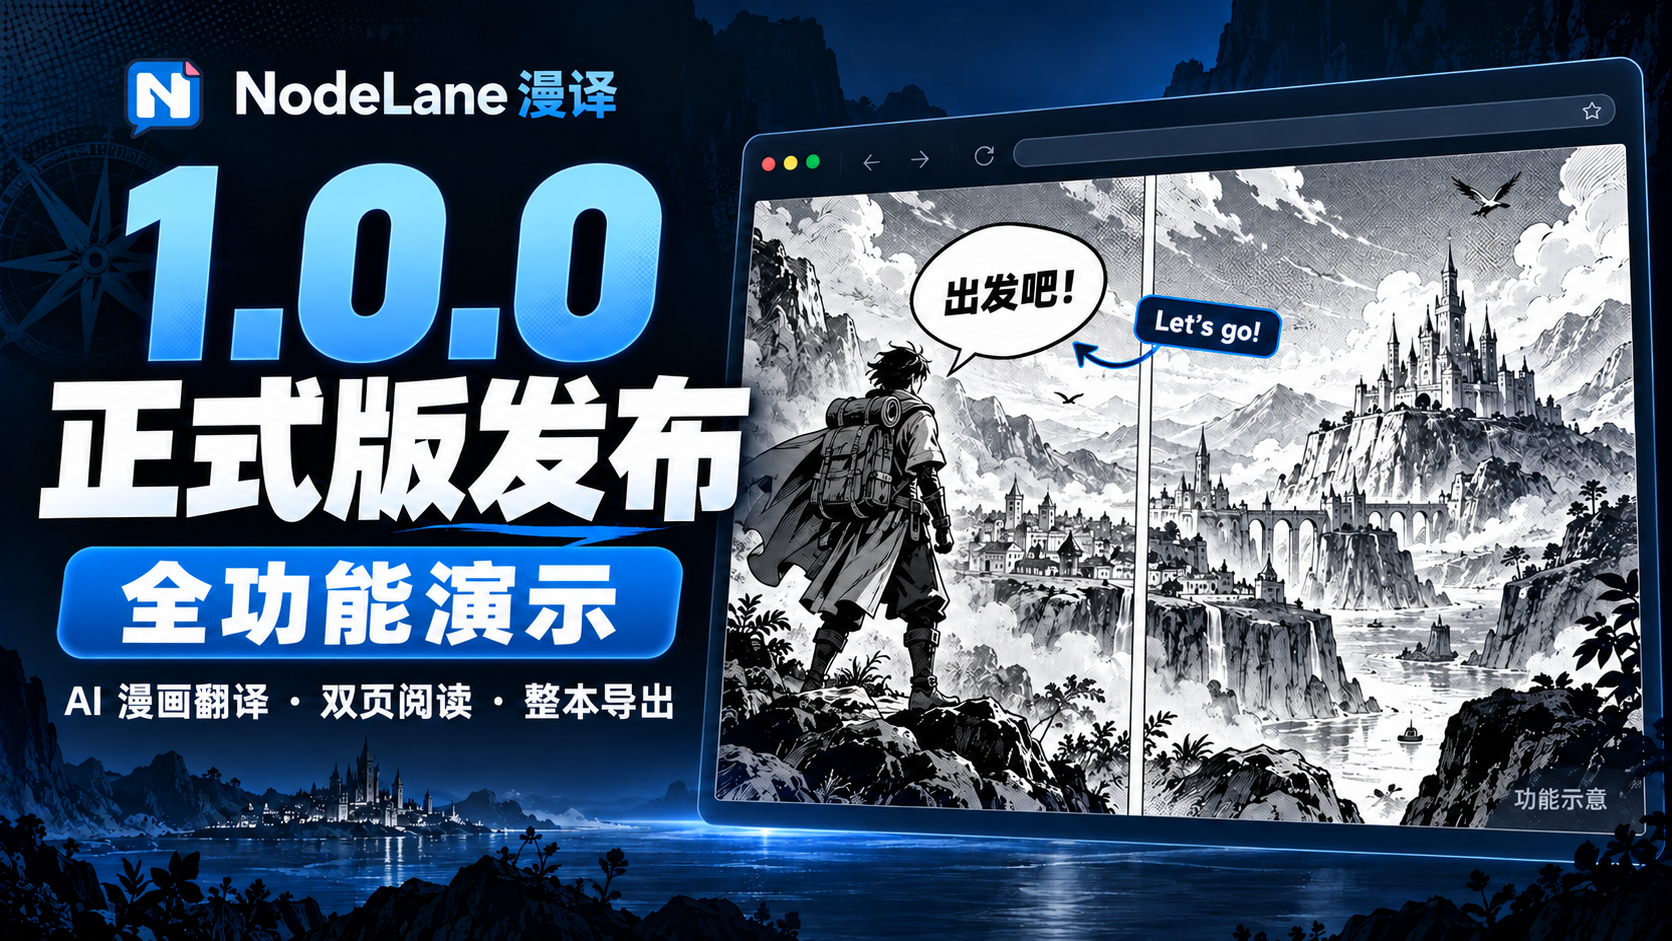 NodeLane 漫译
1.0.0
正式版发布
全功能演示
AI 漫画翻译 · 双页阅读 · 整本导出
出发吧!
Let's go!
功能示意